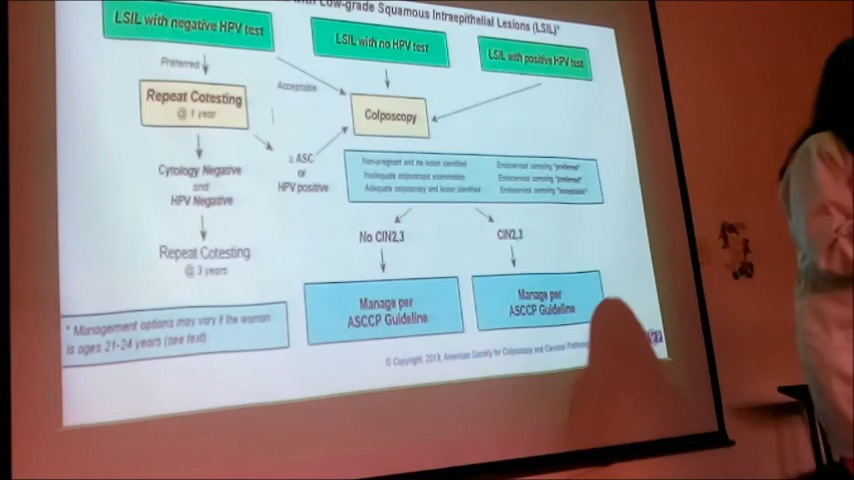 Low-grade Squamous Intraepithelial Lesions (LSIL)*
LSIL with negative HPV test
LSIL with no HPV test
LSIL with positive HPV test
Preferred
Acceptable
Repeat Cotesting
@ 1 year
Colposcopy
≥ ASC
or
HPV positive
Cytology Negative
and
HPV Negative
Non-pregnant and no lesion identified Endocervical sampling "preferred"
Inadequate colposcopic examination Endocervical sampling "preferred"
Adequate colposcopy and lesion identified Endocervical sampling "acceptable"
Repeat Cotesting
@ 3 years
No CIN2,3
CIN2,3
Manage per
ASCCP Guideline
Manage per
ASCCP Guideline
* Management options may vary if the woman
is ages 21-24 years (see text)
© Copyright, 2013, American Society for Colposcopy and Cervical